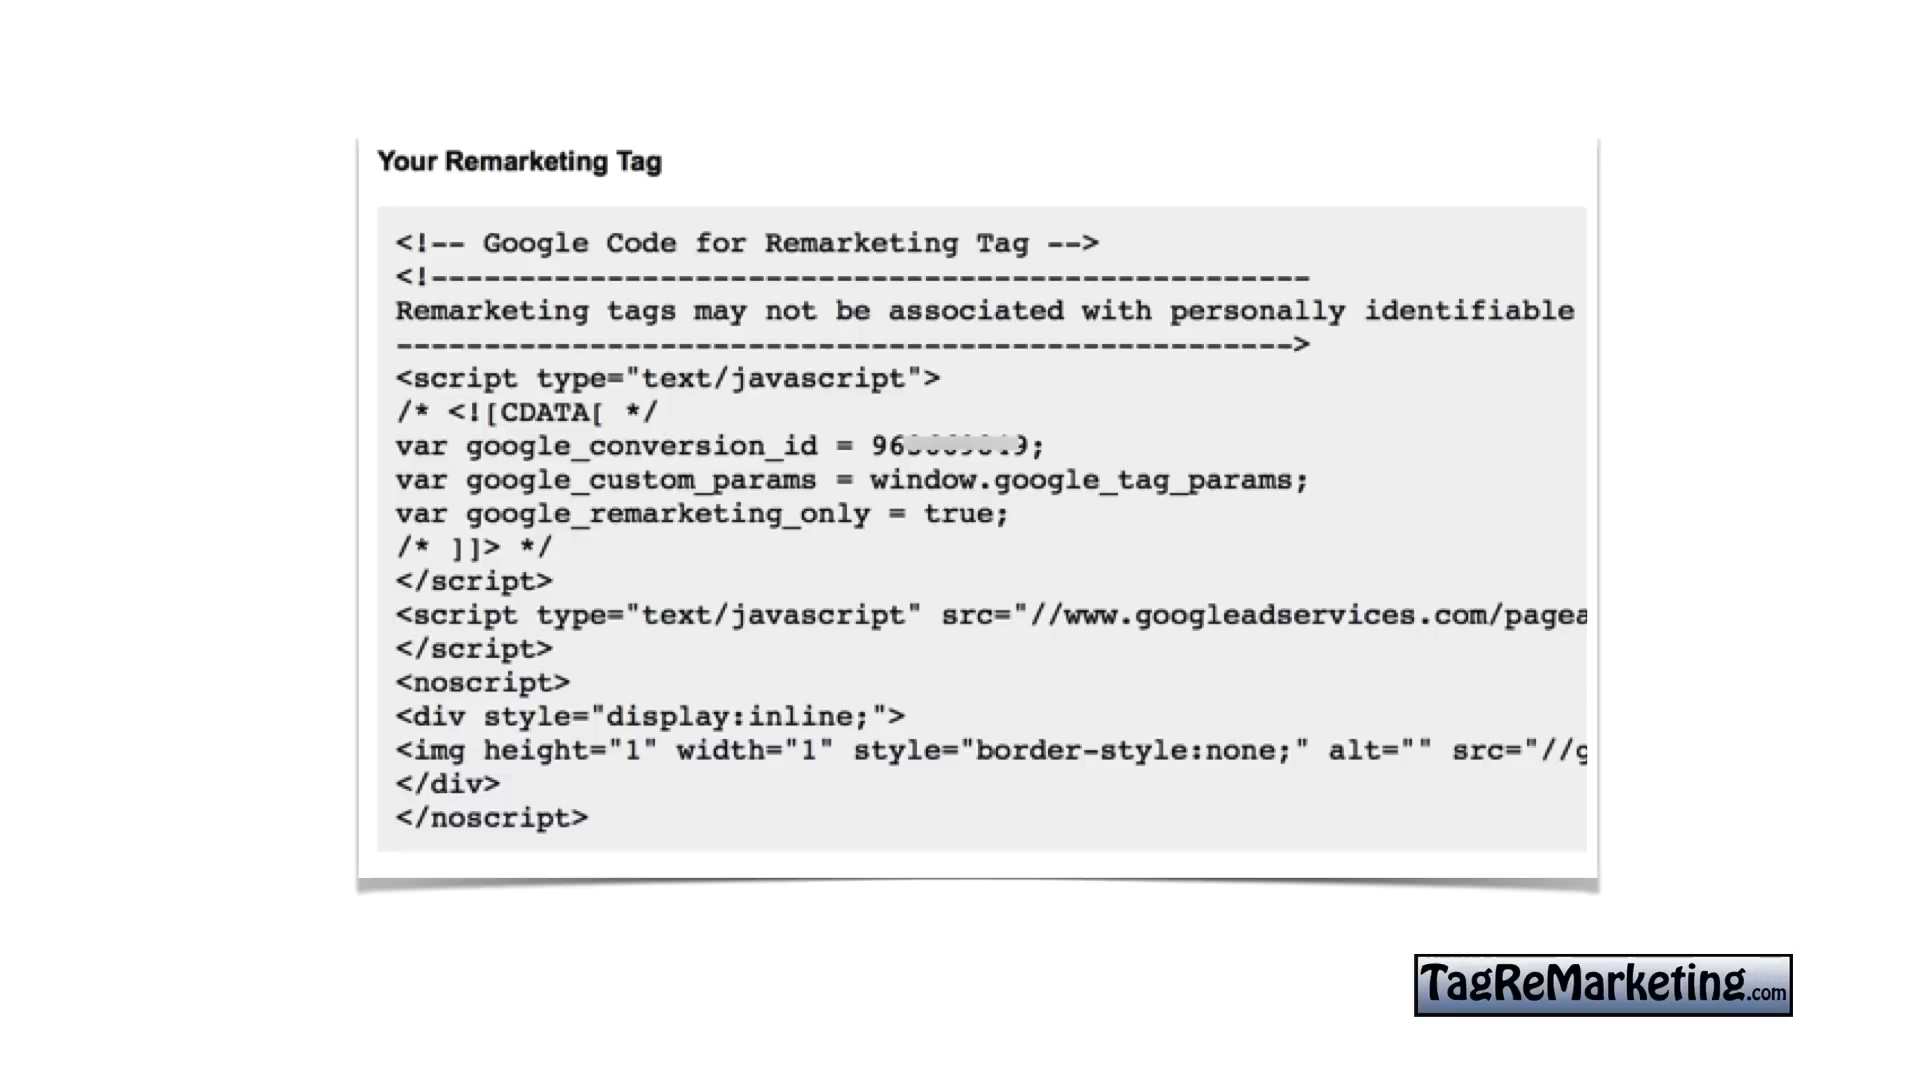 Your Remarketing Tag
<!-- Google Code for Remarketing Tag -->
<!--------------------------------------------------
Remarketing tags may not be associated with personally identifiable
--------------------------------------------------->
<script type="text/javascript">
/* <![CDATA[ */
var google_conversion_id =
var google_custom_params = window.google_tag_params;
var google_remarketing_only = true;
/* ]]> */
</script>
<script type="text/javascript" src="//www.googleadservices.com/pagea
</script>
<noscript>
<div style="display:inline;">
<img height="1" width="1" style="border-style:none;" alt="" src="//g
</div>
</noscript>
TagReMarketing.com